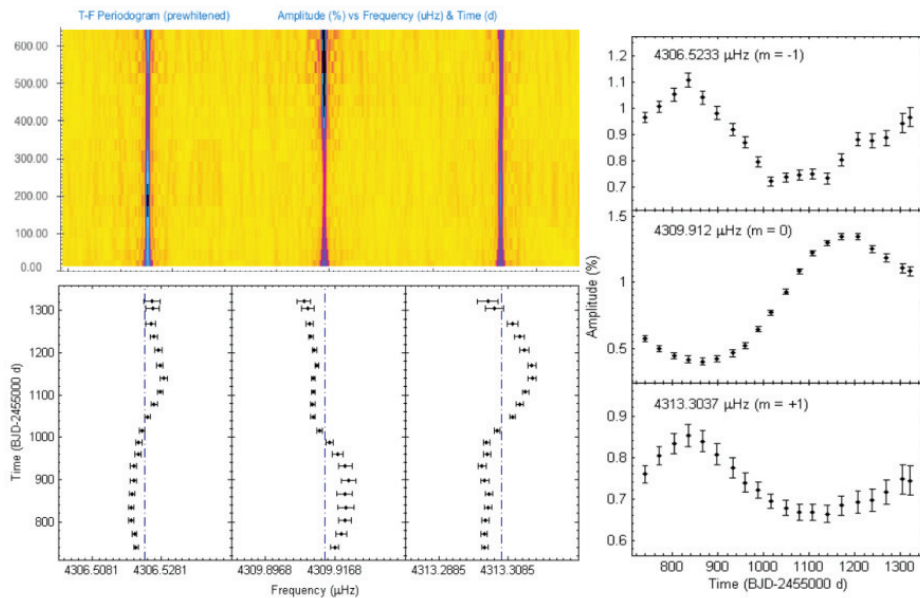 T-F Periodogram (prewhitened) Amplitude (%) vs Frequency (uHz) & Time (d)
600.00
500.00
400.00
300.00
200.00
100.00
0.00
1300
1200
1100
1000
900
800
Time (BJD-2455000 d)
4306.5081 4306.5281 4309.8968 4309.9168 4313.2885 4313.3085
Frequency (μHz)
4306.5233 μHz (m = -1)
1.2
1.1
1
0.9
0.8
0.7
4309.912 μHz (m = 0)
1.5
1
0.5
Amplitude (%)
4313.3037 μHz (m = +1)
0.9
0.8
0.7
0.6
800 900 1000 1100 1200 1300
Time (BJD-2455000 d)